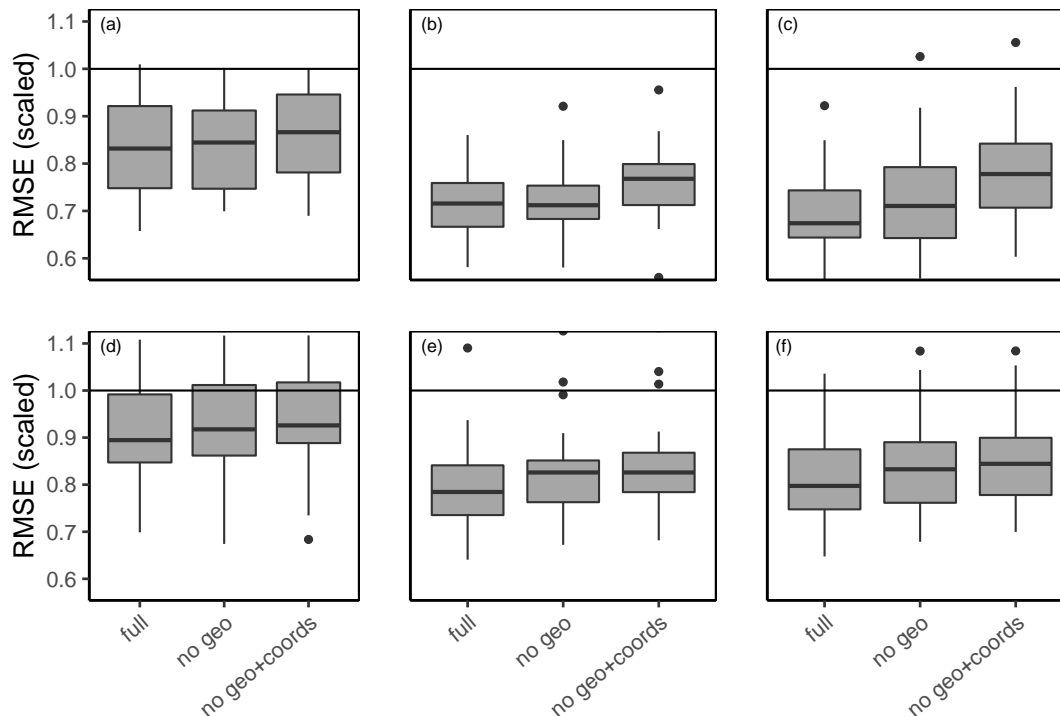 (a) (b) (c)
RMSE (scaled)
1.1
1.0
0.9
0.8
0.7
0.6
(d) (e) (f)
RMSE (scaled)
1.1
1.0
0.9
0.8
0.7
0.6
full no geo no geo+coords full no geo no geo+coords full no geo no geo+coords